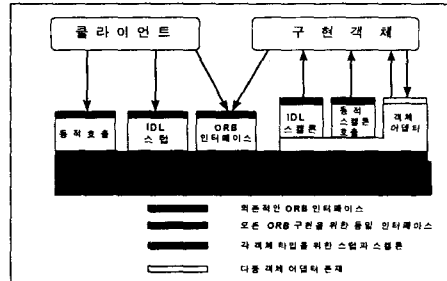 클라이언트
구현객체
동적호출
IDL
스텁
ORB
인터페이스
IDL
스켈톤
동적
스켈톤
호출
객체
어댑터
의존적인 ORB 인터페이스
모든 ORB 구현을 위한 동일 인터페이스
각 객체 타입을 위한 스텁과 스켈톤
다중 객체 어댑터 존재